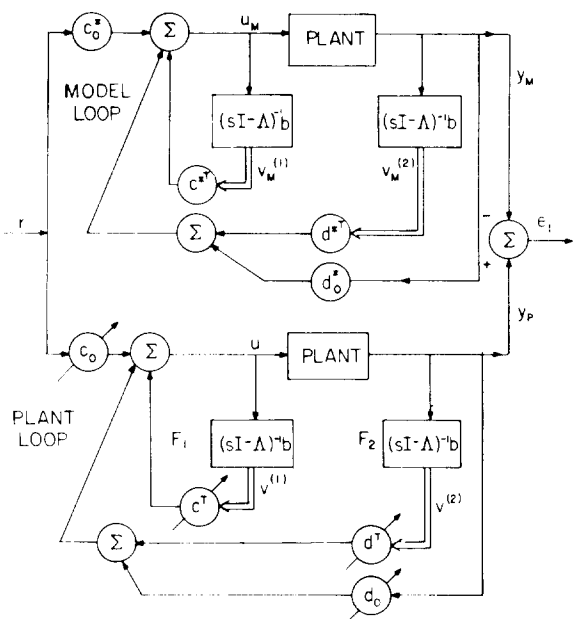 c₀*
Σ
u_M
PLANT
y_M
MODEL
LOOP
(sI-Λ)⁻¹b
(sI-Λ)⁻¹b
v_M⁽¹⁾
v_M⁽²⁾
c*ᵀ
r
Σ
d*ᵀ
d₀*
−
+
Σ
e₁
y_P
c₀
Σ
u
PLANT
PLANT
LOOP
F₁
(sI-Λ)⁻¹b
F₂
(sI-Λ)⁻¹b
v⁽¹⁾
v⁽²⁾
cᵀ
Σ
dᵀ
d₀